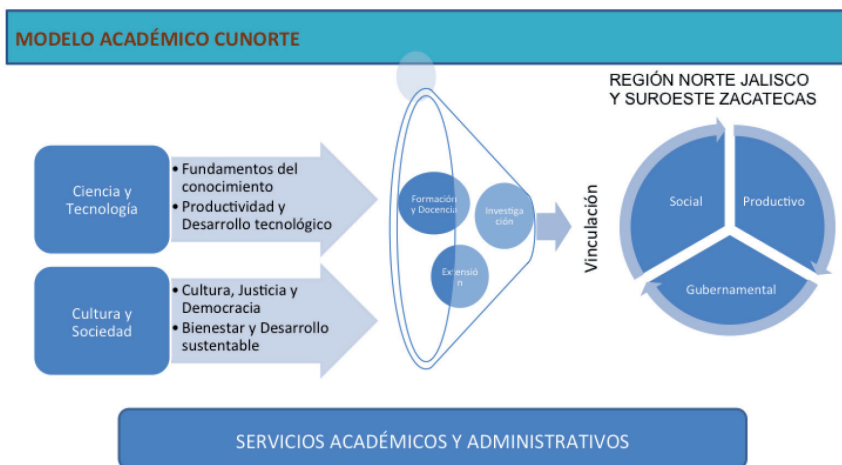 MODELO ACADÉMICO CUNORTE
REGIÓN NORTE JALISCO
Y SUROESTE ZACATECAS
Ciencia y
Tecnología
• Fundamentos del
conocimiento
• Productividad y
Desarrollo tecnológico
Cultura y
Sociedad
• Cultura, Justicia y
Democracia
• Bienestar y Desarrollo
sustentable
Formación
y Docencia
Investiga
ción
Extensió
n
Vinculación
Social
Productivo
Gubernamental
SERVICIOS ACADÉMICOS Y ADMINISTRATIVOS